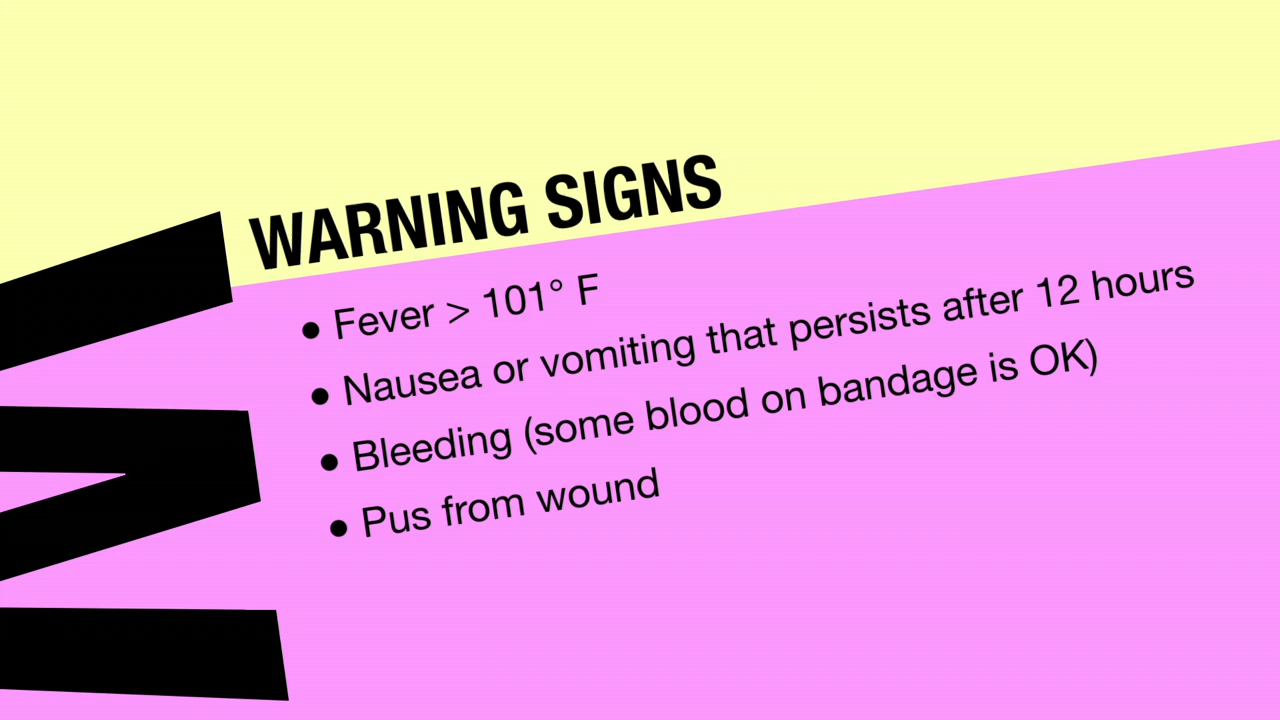 WARNING SIGNS
• Fever > 101° F
• Nausea or vomiting that persists after 12 hours
• Bleeding (some blood on bandage is OK)
• Pus from wound